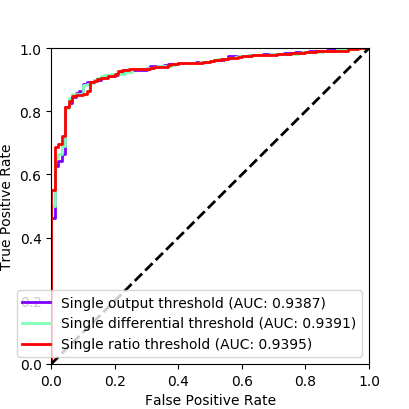 1.0
0.8
0.6
0.4
0.2
0.0
True Positive Rate
Single output threshold (AUC: 0.9387)
Single differential threshold (AUC: 0.9391)
Single ratio threshold (AUC: 0.9395)
0.0 0.2 0.4 0.6 0.8 1.0
False Positive Rate